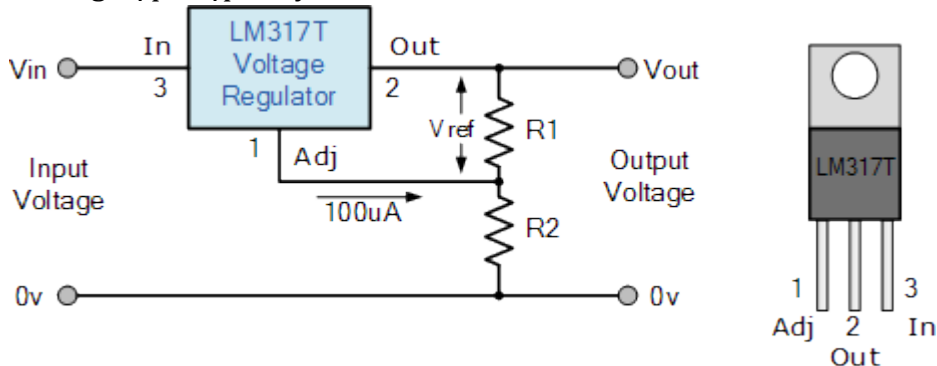 LM317T
Voltage
Regulator
In
3
Out
2
1
Adj
Vin
Vout
Vref
R1
R2
100uA
Input
Voltage
Output
Voltage
0v
0v
LM317T
1
Adj
2
Out
3
In